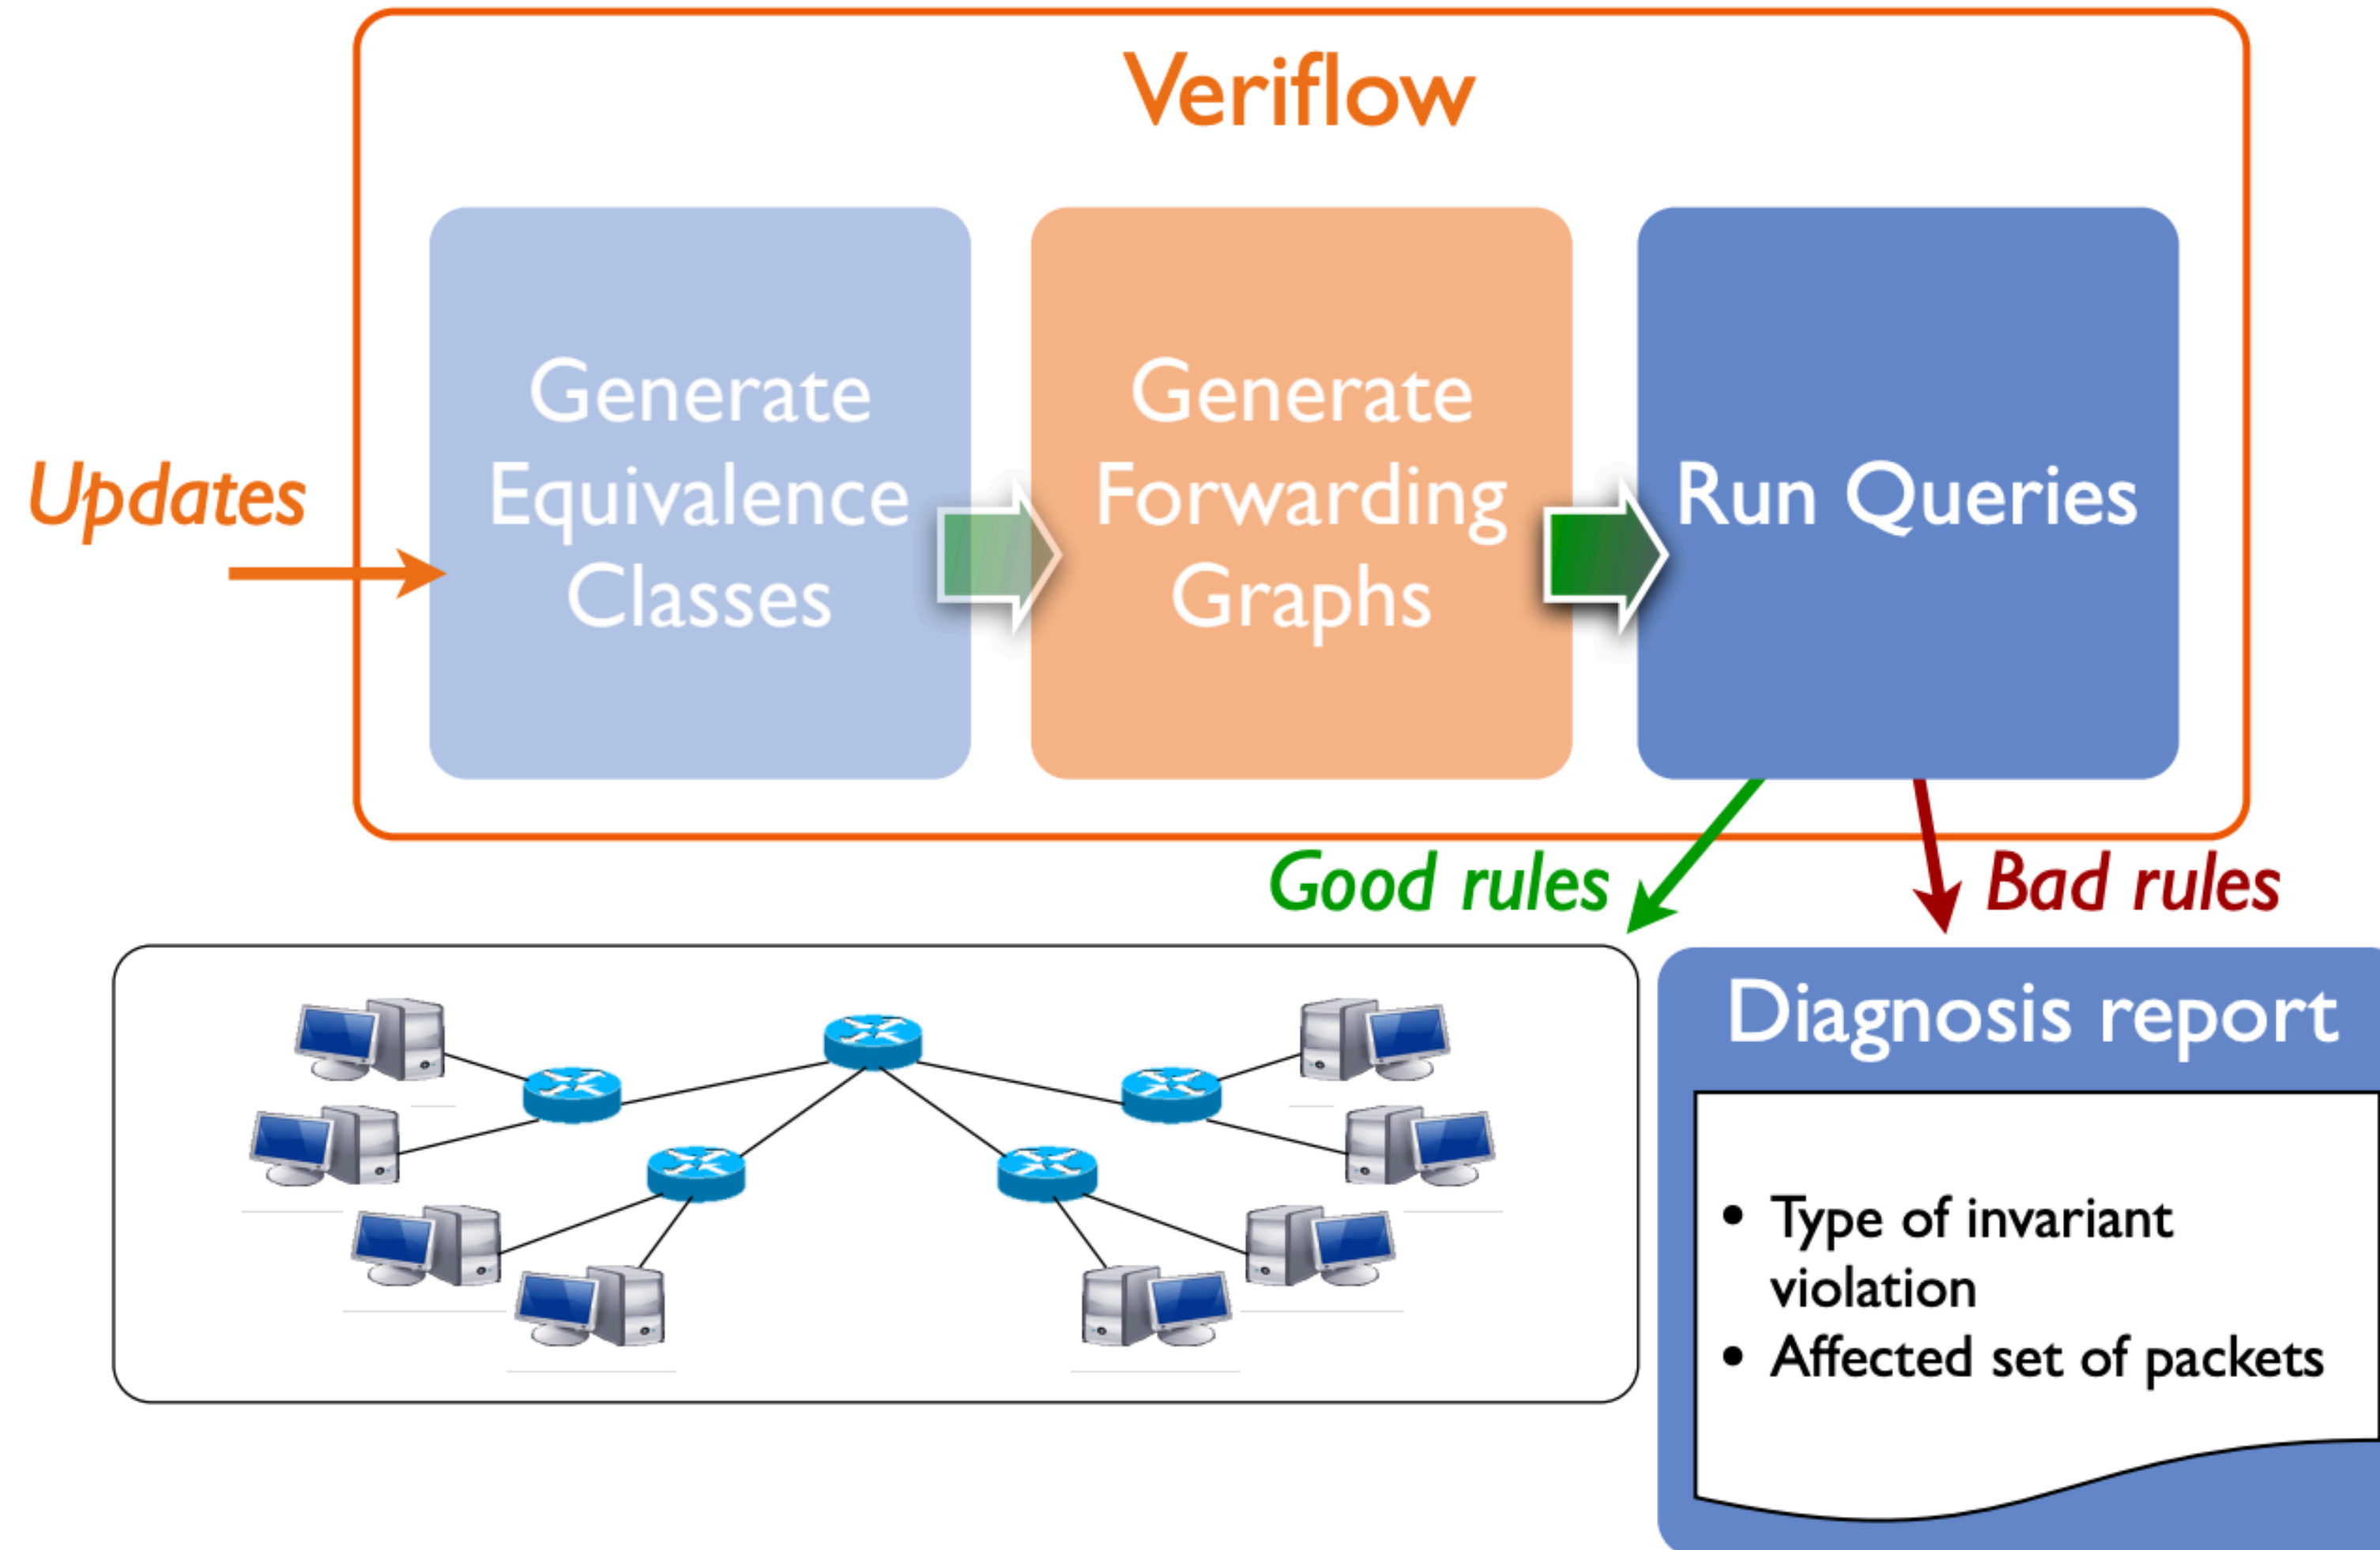 Veriflow
Updates
Generate
Equivalence
Classes
Generate
Forwarding
Graphs
Run Queries
Good rules
Bad rules
Diagnosis report
• Type of invariant
violation
• Affected set of packets